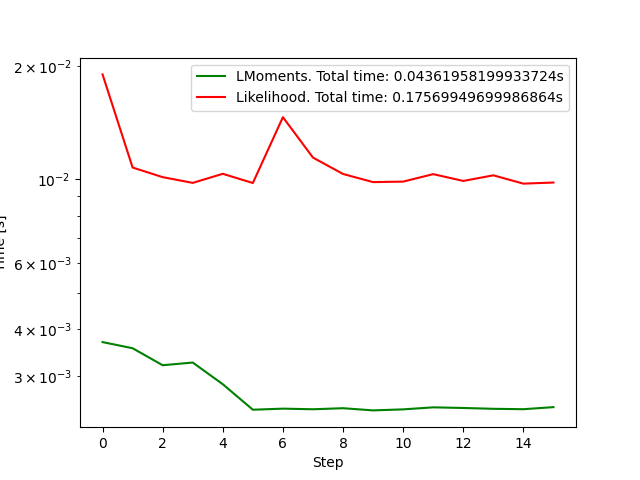 LMoments. Total time: 0.04361958199933724s
Likelihood. Total time: 0.17569949699986864s
2 × 10⁻²
10⁻²
6 × 10⁻³
4 × 10⁻³
3 × 10⁻³
Time [s]
0 2 4 6 8 10 12 14
Step